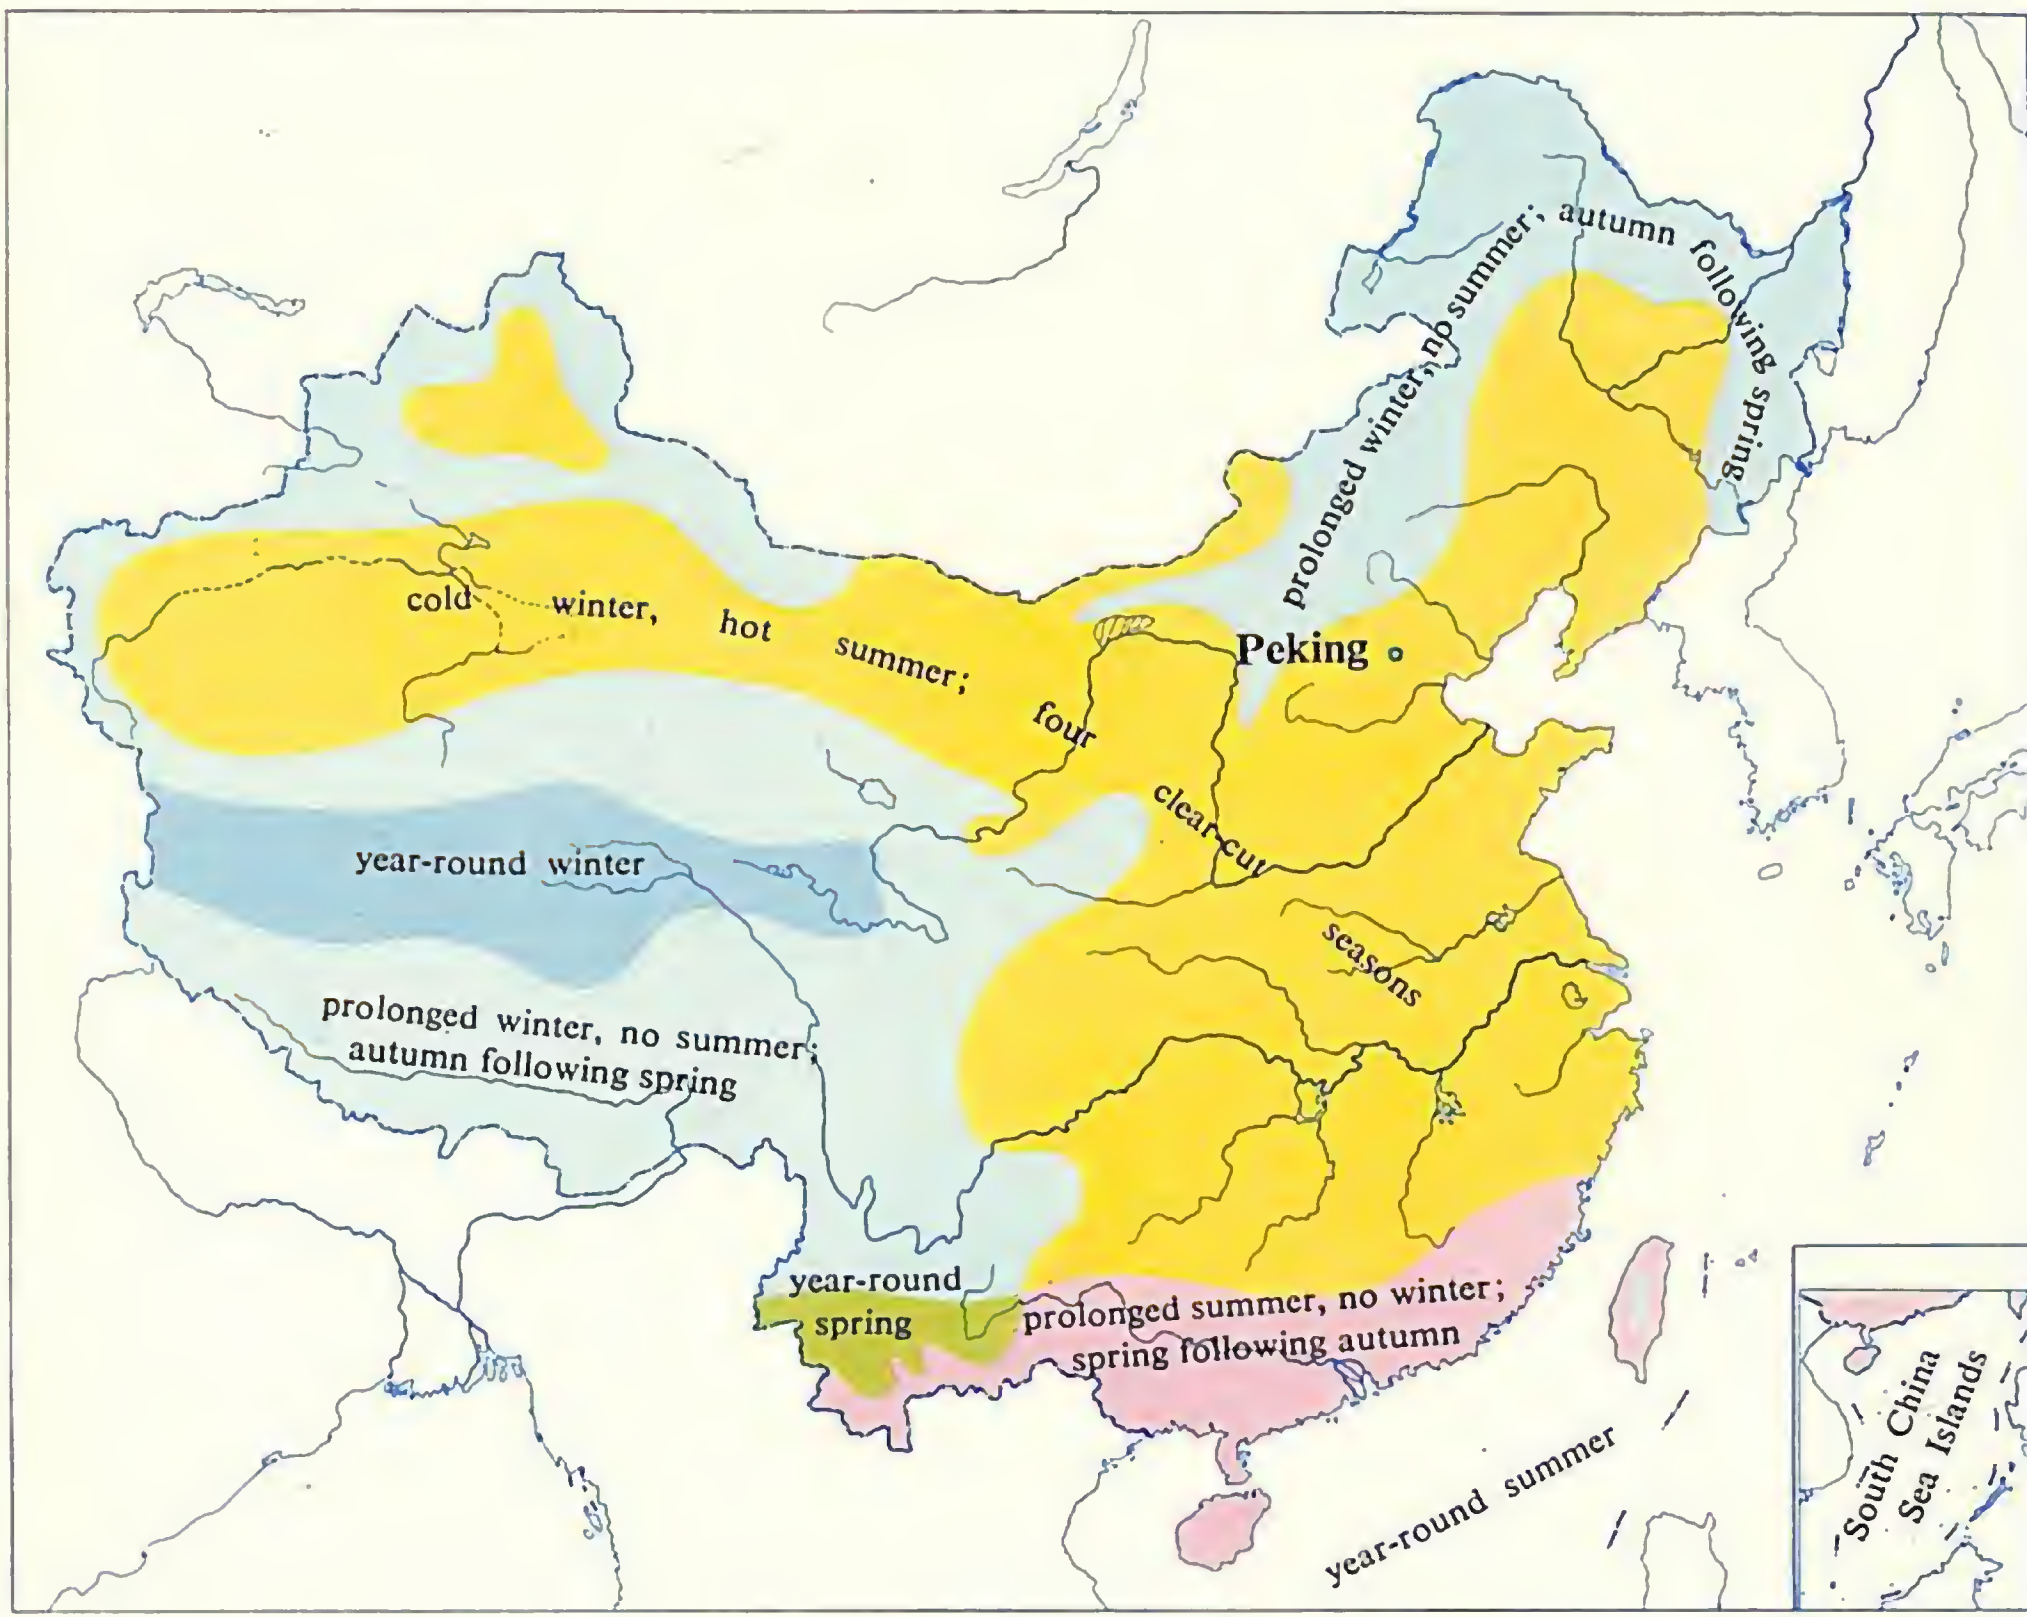 prolonged winter, no summer; autumn following spring
cold winter, hot summer; four clear-cut seasons
Peking
year-round winter
prolonged winter, no summer;
autumn following spring
year-round
spring
prolonged summer, no winter;
spring following autumn
year-round summer
South China
Sea Islands